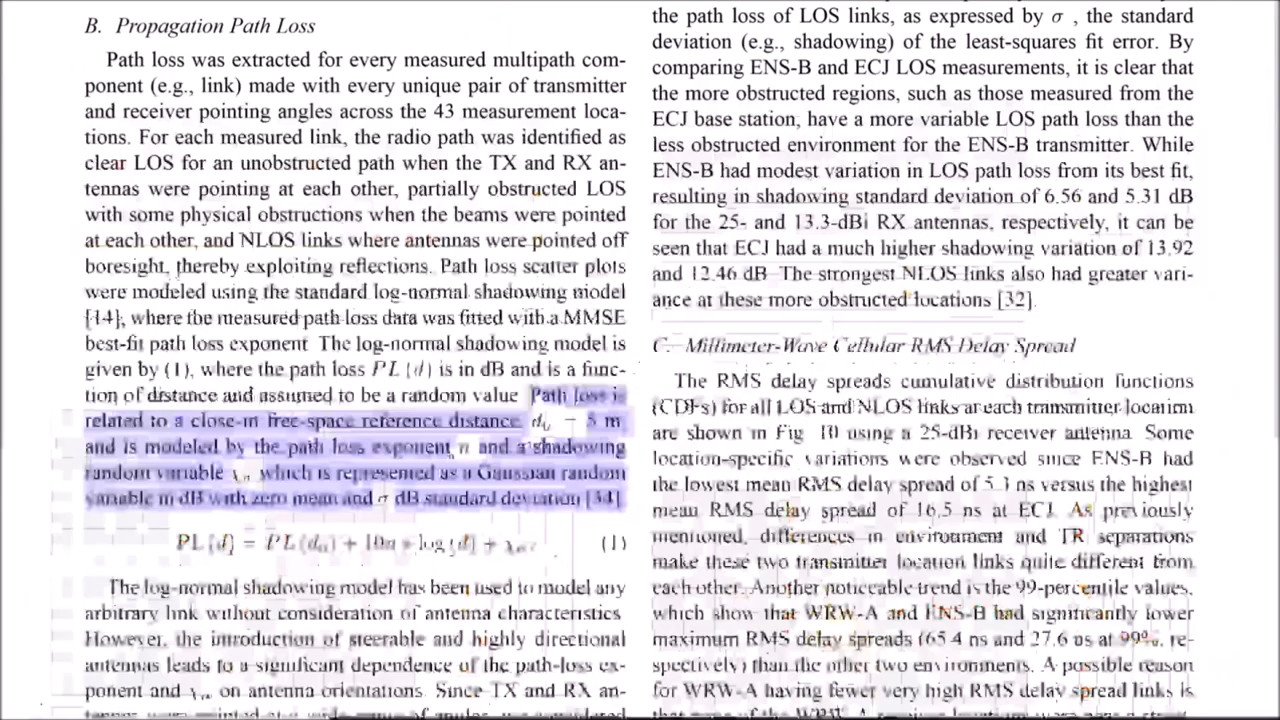 B. Propagation Path Loss
Path loss was extracted for every measured multipath com-
ponent (e.g., link) made with every unique pair of transmitter
and receiver pointing angles across the 43 measurement loca-
tions. For each measured link, the radio path was identified as
clear LOS for an unobstructed path when the TX and RX an-
tennas were pointing at each other, partially obstructed LOS
with some physical obstructions when the beams were pointed
at each other, and NLOS links where antennas were pointed off
boresight, thereby exploiting reflections. Path loss scatter plots
were modeled using the standard log-normal shadowing model
[14], where the measured path loss data was fitted with a MMSE
best-fit path loss exponent. The log-normal shadowing model is
given by (1), where the path loss PL(d) is in dB and is a func-
tion of distance and assumed to be a random value. Path loss is
related to a close-in free-space reference distance
and is modeled by the path loss exponent n and a shadowing
random variable which is represented as a Gaussian random
variable in dB with zero mean and σ dB standard deviation
(1)
The log-normal shadowing model has been used to model any
arbitrary link without consideration of antenna characteristics
However, the introduction of steerable and highly directional
antennas leads to a significant dependence of the path-loss ex-
ponent and on antenna orientations. Since TX and RX an-
the path loss of LOS links, as expressed by σ , the standard
deviation (e.g., shadowing) of the least-squares fit error. By
comparing ENS-B and ECJ LOS measurements, it is clear that
the more obstructed regions, such as those measured from the
ECJ base station, have a more variable LOS path loss than the
less obstructed environment for the ENS-B transmitter. While
ENS-B had modest variation in LOS path loss from its best fit,
resulting in shadowing standard deviation of 6.56 and 5.31 dB
for the 25- and 13.3-dBi RX antennas, respectively, it can be
seen that ECJ had a much higher shadowing variation of 13.92
and 12.46 dB. The strongest NLOS links also had greater vari-
ance at these more obstructed locations [32].
C. Millimeter-Wave Cellular RMS Delay Spread
The RMS delay spreads cumulative distribution functions
(CDFs) for all LOS and NLOS links at each transmitter location
are shown in Fig. 10 using a 25-dBi receiver antenna. Some
location-specific variations were observed since ENS-B had
the lowest mean RMS delay spread of ns versus the highest
mean RMS delay spread of 16.5 ns at ECJ. As previously
mentioned, differences in environment and TR separations
make these two transmitter location links quite different from
each other. Another noticeable trend is the 99-percentile values,
which show that WRW-A and ENS-B had significantly lower
maximum RMS delay spreads (65.4 ns and 27.6 ns at 99%, re-
spectively) than the other two environments. A possible reason
for WRW-A having fewer very high RMS delay spread links is